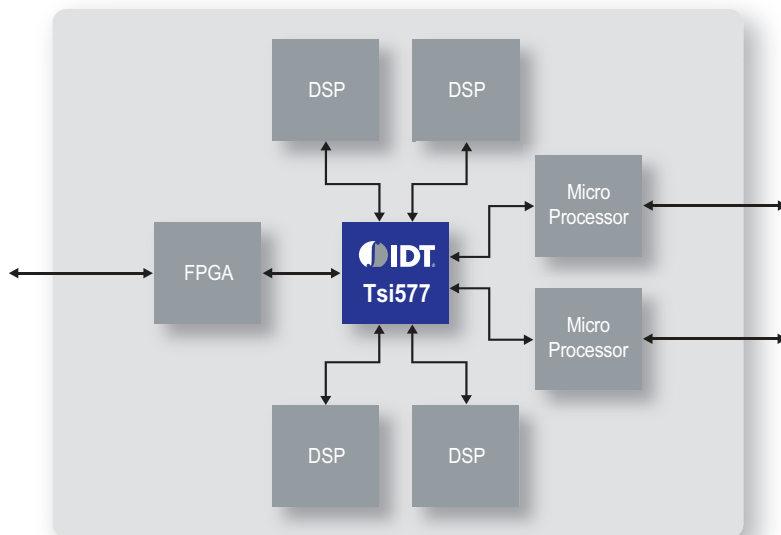 DSP
DSP
Micro
Processor
FPGA
IDT
Tsi577
Micro
Processor
DSP
DSP